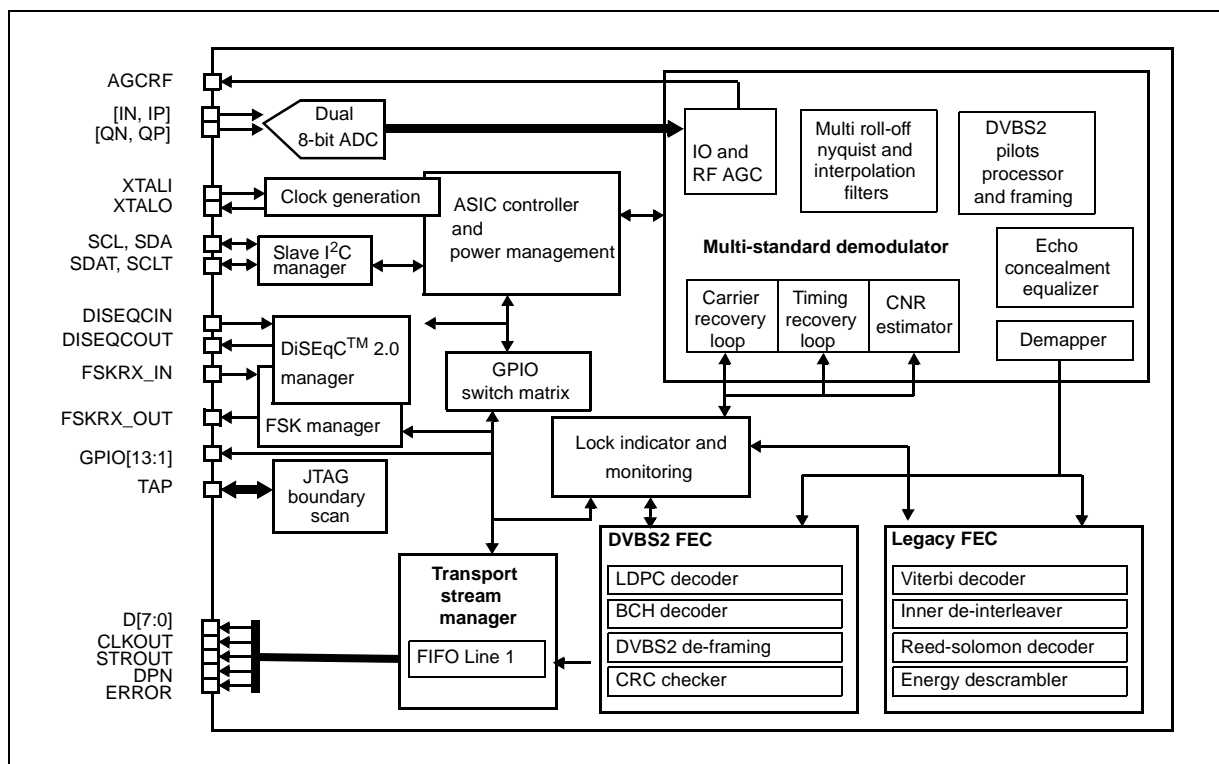 AGCRF
[IN, IP]
[QN, QP]
Dual
8-bit ADC
IO and
RF AGC
Multi roll-off
nyquist and
interpolation
filters
DVBS2
pilots
processor
and framing
XTALI
XTALO
Clock generation
ASIC controller
and
power management
SCL, SDA
SDAT, SCLT
Slave I²C
manager
Multi-standard demodulator
Echo
concealment
equalizer
Carrier
recovery
loop
Timing
recovery
loop
CNR
estimator
Demapper
DISEQCIN
DISEQCOUT
DiSEqC™ 2.0
manager
FSKRX_IN
FSKRX_OUT
FSK manager
GPIO
switch matrix
GPIO[13:1]
TAP
JTAG
boundary
scan
Lock indicator and
monitoring
DVBS2 FEC
LDPC decoder
BCH decoder
DVBS2 de-framing
CRC checker
Legacy FEC
Viterbi decoder
Inner de-interleaver
Reed-solomon decoder
Energy descrambler
Transport
stream
manager
FIFO Line 1
D[7:0]
CLKOUT
STROUT
DPN
ERROR